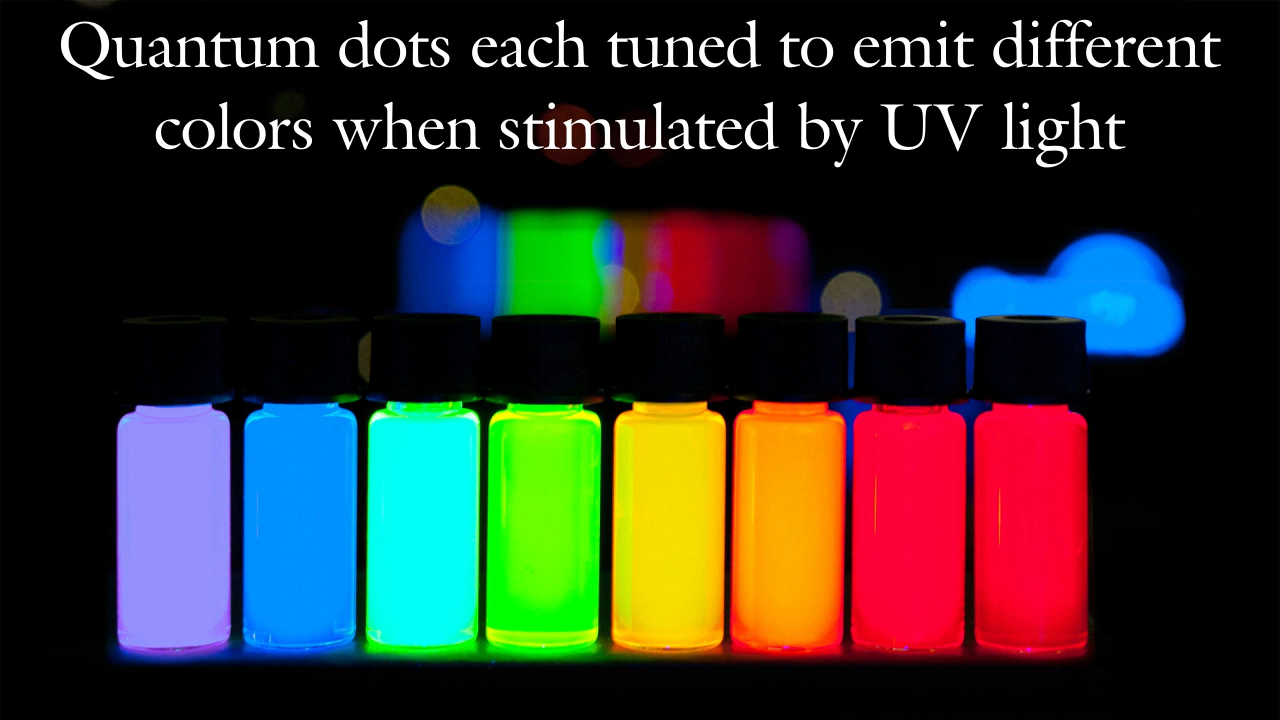 Quantum dots each tuned to emit different
colors when stimulated by UV light